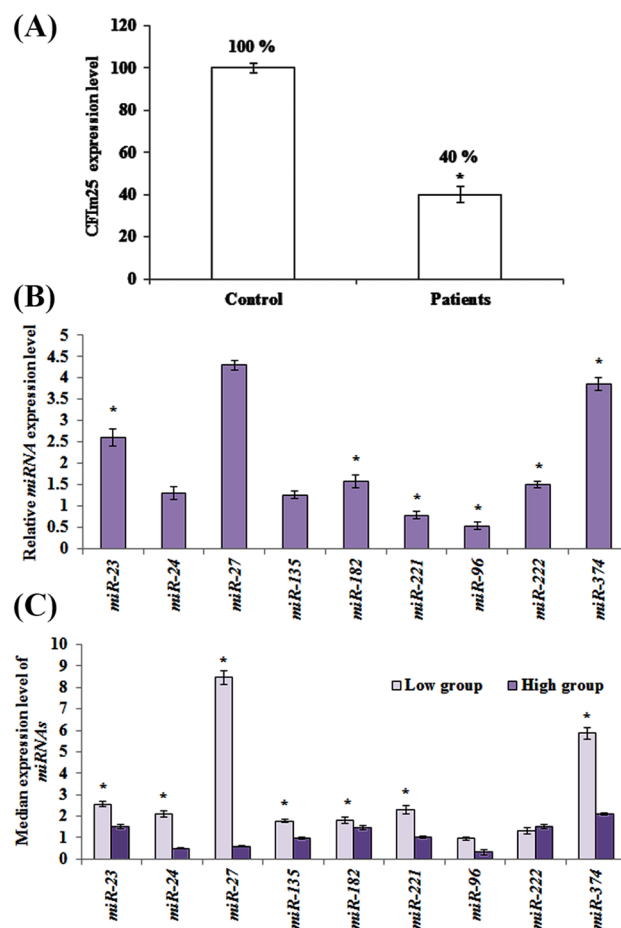 (A)
CFIm25 expression level
120
100
80
60
40
20
0
100 %
40 %
*
Control
Patients
(B)
Relative miRNA expression level
5
4.5
4
3.5
3
2.5
2
1.5
1
0.5
0
*
*
*
*
*
*
miR-23
miR-24
miR-27
miR-135
miR-182
miR-221
miR-96
miR-222
miR-374
(C)
Median expression level of
miRNAs
10
9
8
7
6
5
4
3
2
1
0
Low group
High group
*
*
*
*
*
*
*
miR-23
miR-24
miR-27
miR-135
miR-182
miR-221
miR-96
miR-222
miR-374